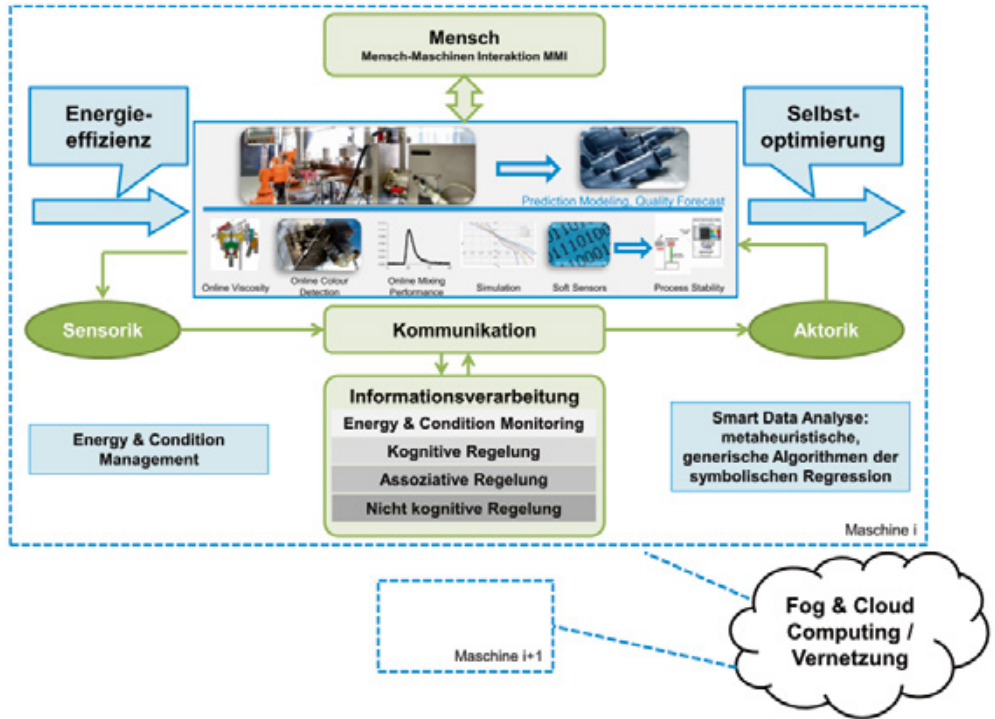 Mensch
Mensch-Maschinen Interaktion MMI
Energie-
effizienz
Selbst-
optimierung
Prediction Modeling, Quality Forecast
Online Viscosity
Online Colour
Detection
Online Mixing
Performance
Simulation
Soft Sensors
Process Stability
Sensorik
Kommunikation
Aktorik
Informationsverarbeitung
Energy & Condition Monitoring
Kognitive Regelung
Assoziative Regelung
Nicht kognitive Regelung
Energy & Condition
Management
Smart Data Analyse:
metaheuristische,
generische Algorithmen der
symbolischen Regression
Maschine i
Maschine i+1
Fog & Cloud
Computing /
Vernetzung